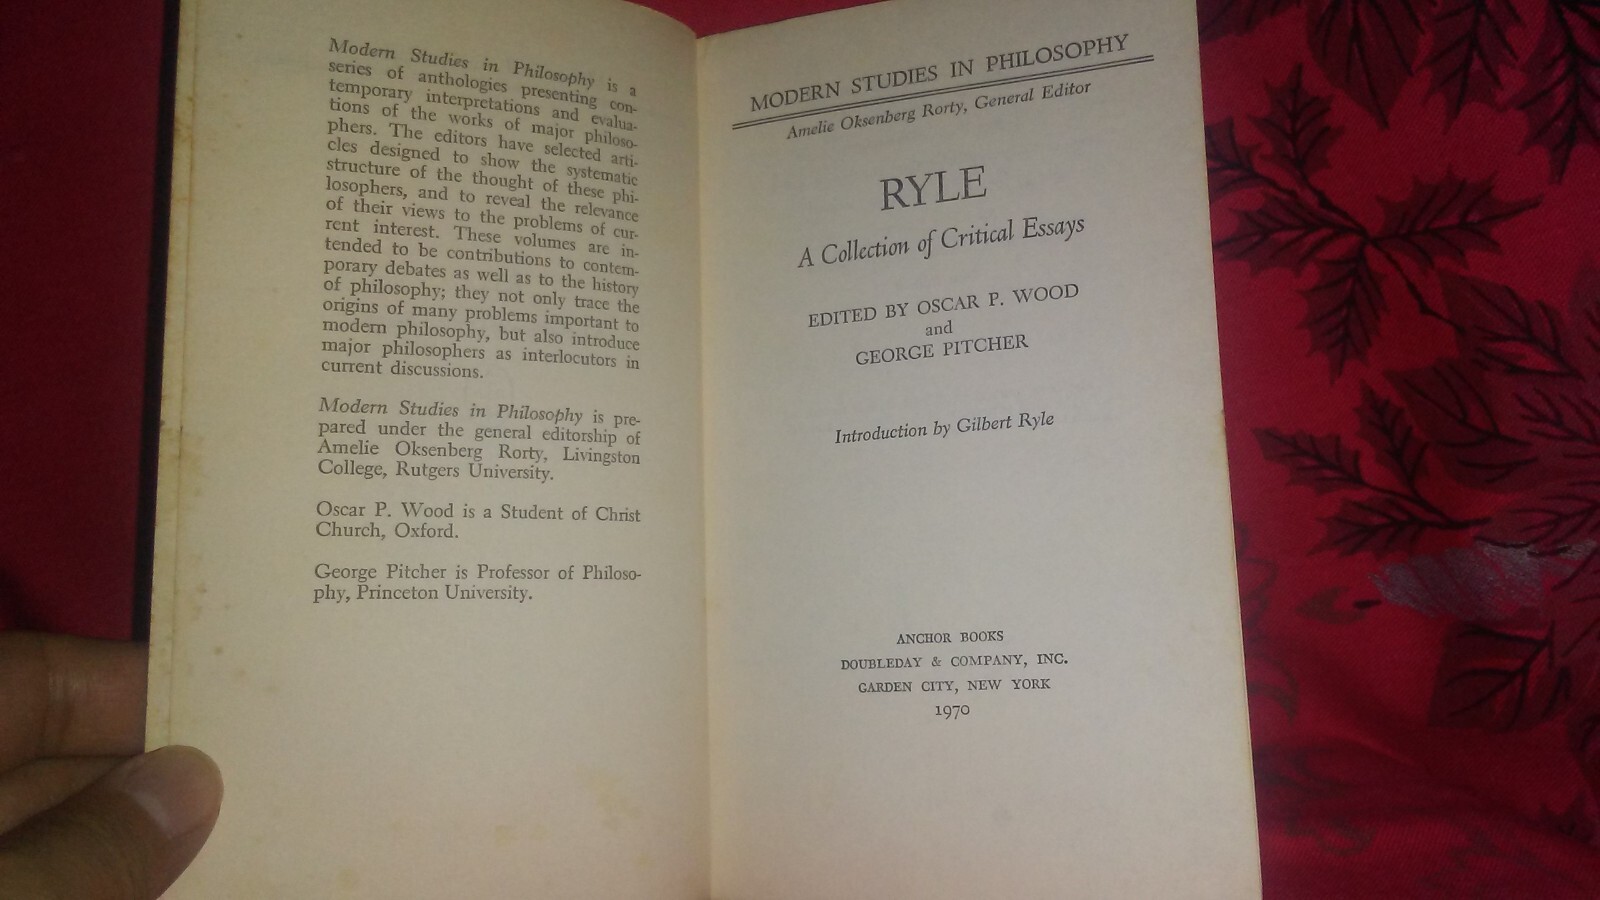 Modern Studies in Philosophy is a
series of anthologies presenting con-
temporary interpretations and evalua-
tions of the works of major philoso-
phers. The editors have selected arti-
cles designed to show the systematic
structure of the thought of these phi-
losophers, and to reveal the relevance
of their views to the problems of cur-
rent interest. These volumes are in-
tended to be contributions to contem-
porary debates as well as to the history
of philosophy; they not only trace the
origins of many problems important to
modern philosophy, but also introduce
major philosophers as interlocutors in
current discussions.
Modern Studies in Philosophy is pre-
pared under the general editorship of
Amelie Oksenberg Rorty, Livingston
College, Rutgers University.
Oscar P. Wood is a Student of Christ
Church, Oxford.
George Pitcher is Professor of Philoso-
phy, Princeton University.
MODERN STUDIES IN PHILOSOPHY
Amelie Oksenberg Rorty, General Editor
RYLE
A Collection of Critical Essays
EDITED BY OSCAR P. WOOD
and
GEORGE PITCHER
Introduction by Gilbert Ryle
ANCHOR BOOKS
DOUBLEDAY & COMPANY, INC.
GARDEN CITY, NEW YORK
1970